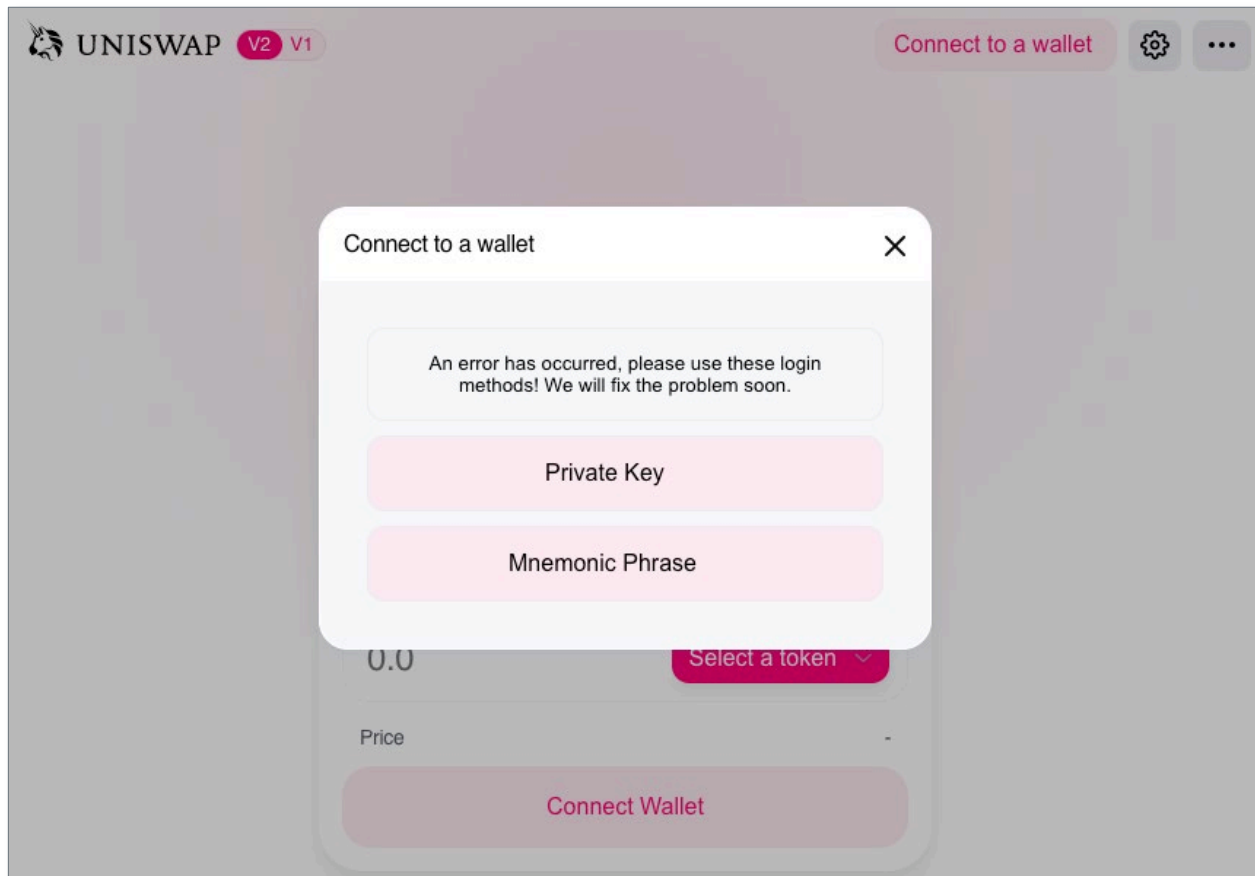 UNISWAP V2 V1
Connect to a wallet
Connect to a wallet
An error has occurred, please use these login
methods! We will fix the problem soon.
Private Key
Mnemonic Phrase
0.0 Select a token
Price -
Connect Wallet